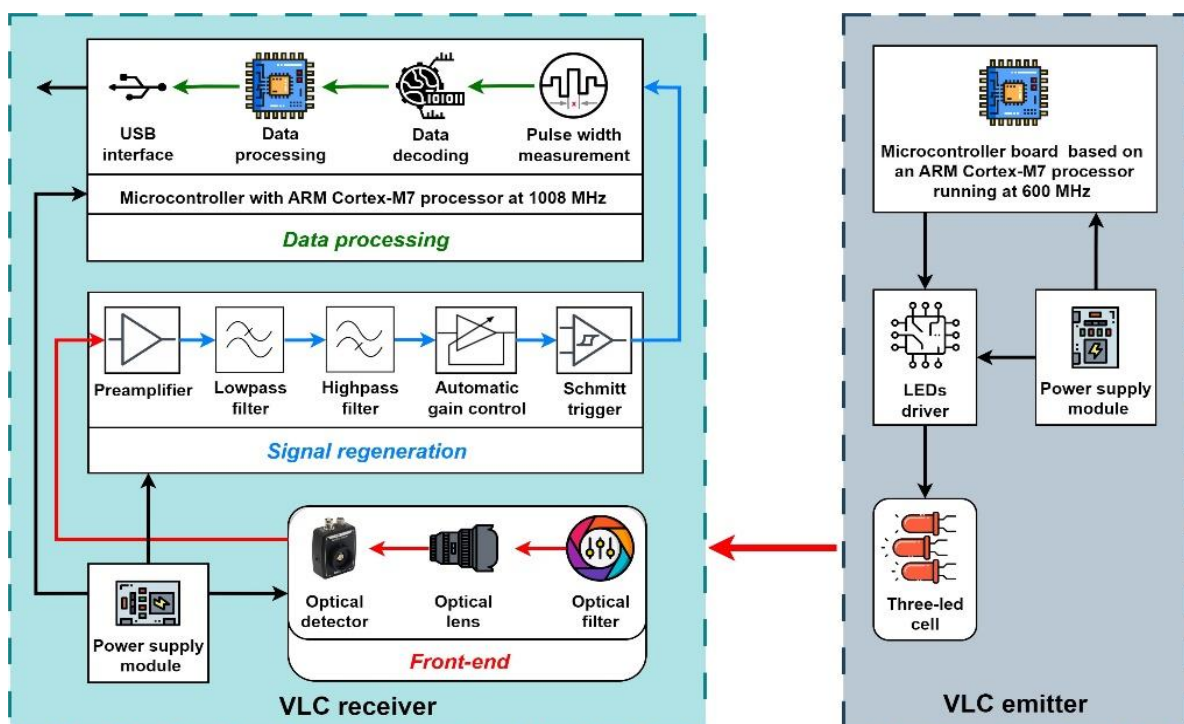 USB
interface
Data
processing
Data
decoding
101011
Pulse width
measurement
x
Microcontroller with ARM Cortex-M7 processor at 1008 MHz
Data processing
Preamplifier
Lowpass
filter
Highpass
filter
Automatic
gain control
Schmitt
trigger
Signal regeneration
Power supply
module
Optical
detector
Optical
lens
Optical
filter
Front-end
VLC receiver
Microcontroller board based on
an ARM Cortex-M7 processor
running at 600 MHz
LEDs
driver
Power supply
module
Three-led
cell
VLC emitter